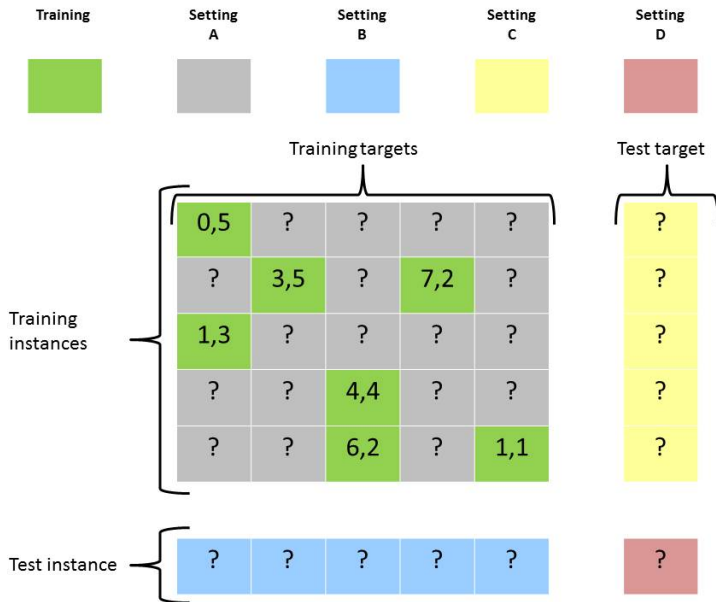 Training Setting A Setting B Setting C Setting D
Training targets Test target
0,5 ? ? ? ? ?
? 3,5 ? 7,2 ? ?
Training instances
1,3 ? ? ? ? ?
? ? 4,4 ? ? ?
? ? 6,2 ? 1,1 ?
Test instance ? ? ? ? ? ?